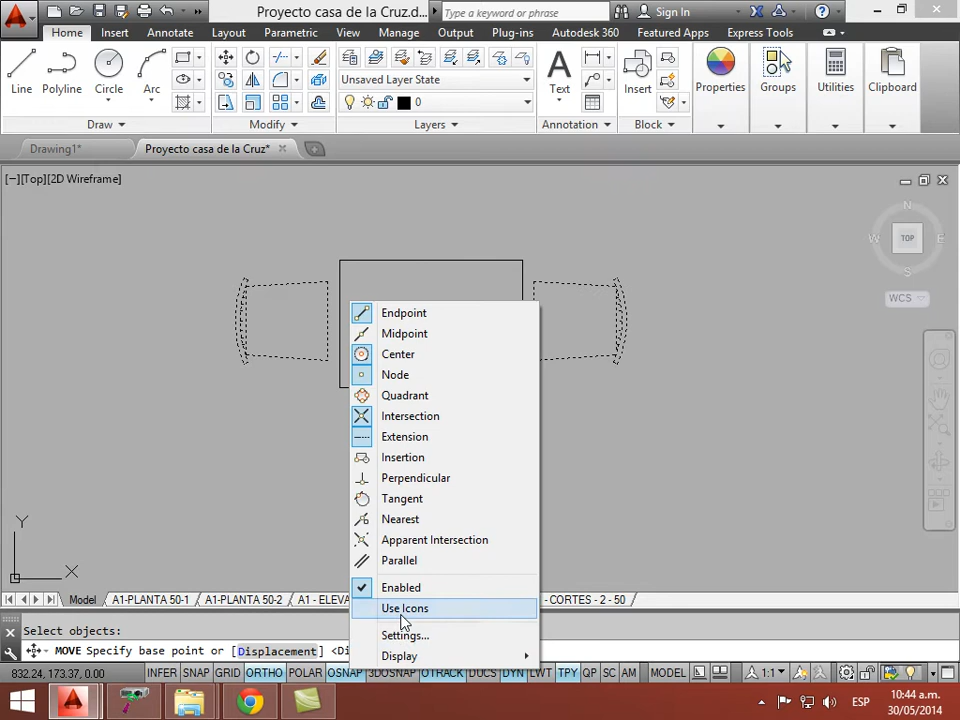 Proyecto casa de la Cruz.d...
Type a keyword or phrase
Sign In
Home Insert Annotate Layout Parametric View Manage Output Plug-ins Autodesk 360 Featured Apps Express Tools
Unsaved Layer State
0
Line Polyline Circle Arc Text Insert Properties Groups Utilities Clipboard
Draw Modify Layers Annotation Block
Drawing1* Proyecto casa de la Cruz*
[−][Top][2D Wireframe]
N
W TOP E
S
WCS
Endpoint
Midpoint
Center
Node
Quadrant
Intersection
Extension
Insertion
Perpendicular
Tangent
Nearest
Apparent Intersection
Parallel
Enabled
Use Icons
Settings...
Display
Y
X
Model A1-PLANTA 50-1 A1-PLANTA 50-2 A1 - ELEVA - CORTES - 2 - 50
Select objects:
MOVE Specify base point or [Displacement] <Di
832.24, 173.37, 0.00 INFER SNAP GRID ORTHO POLAR OSNAP 3DOSNAP OTRACK DUCS DYN LWT TPY QP SC AM MODEL 1:1
ESP
10:44 a.m.
30/05/2014